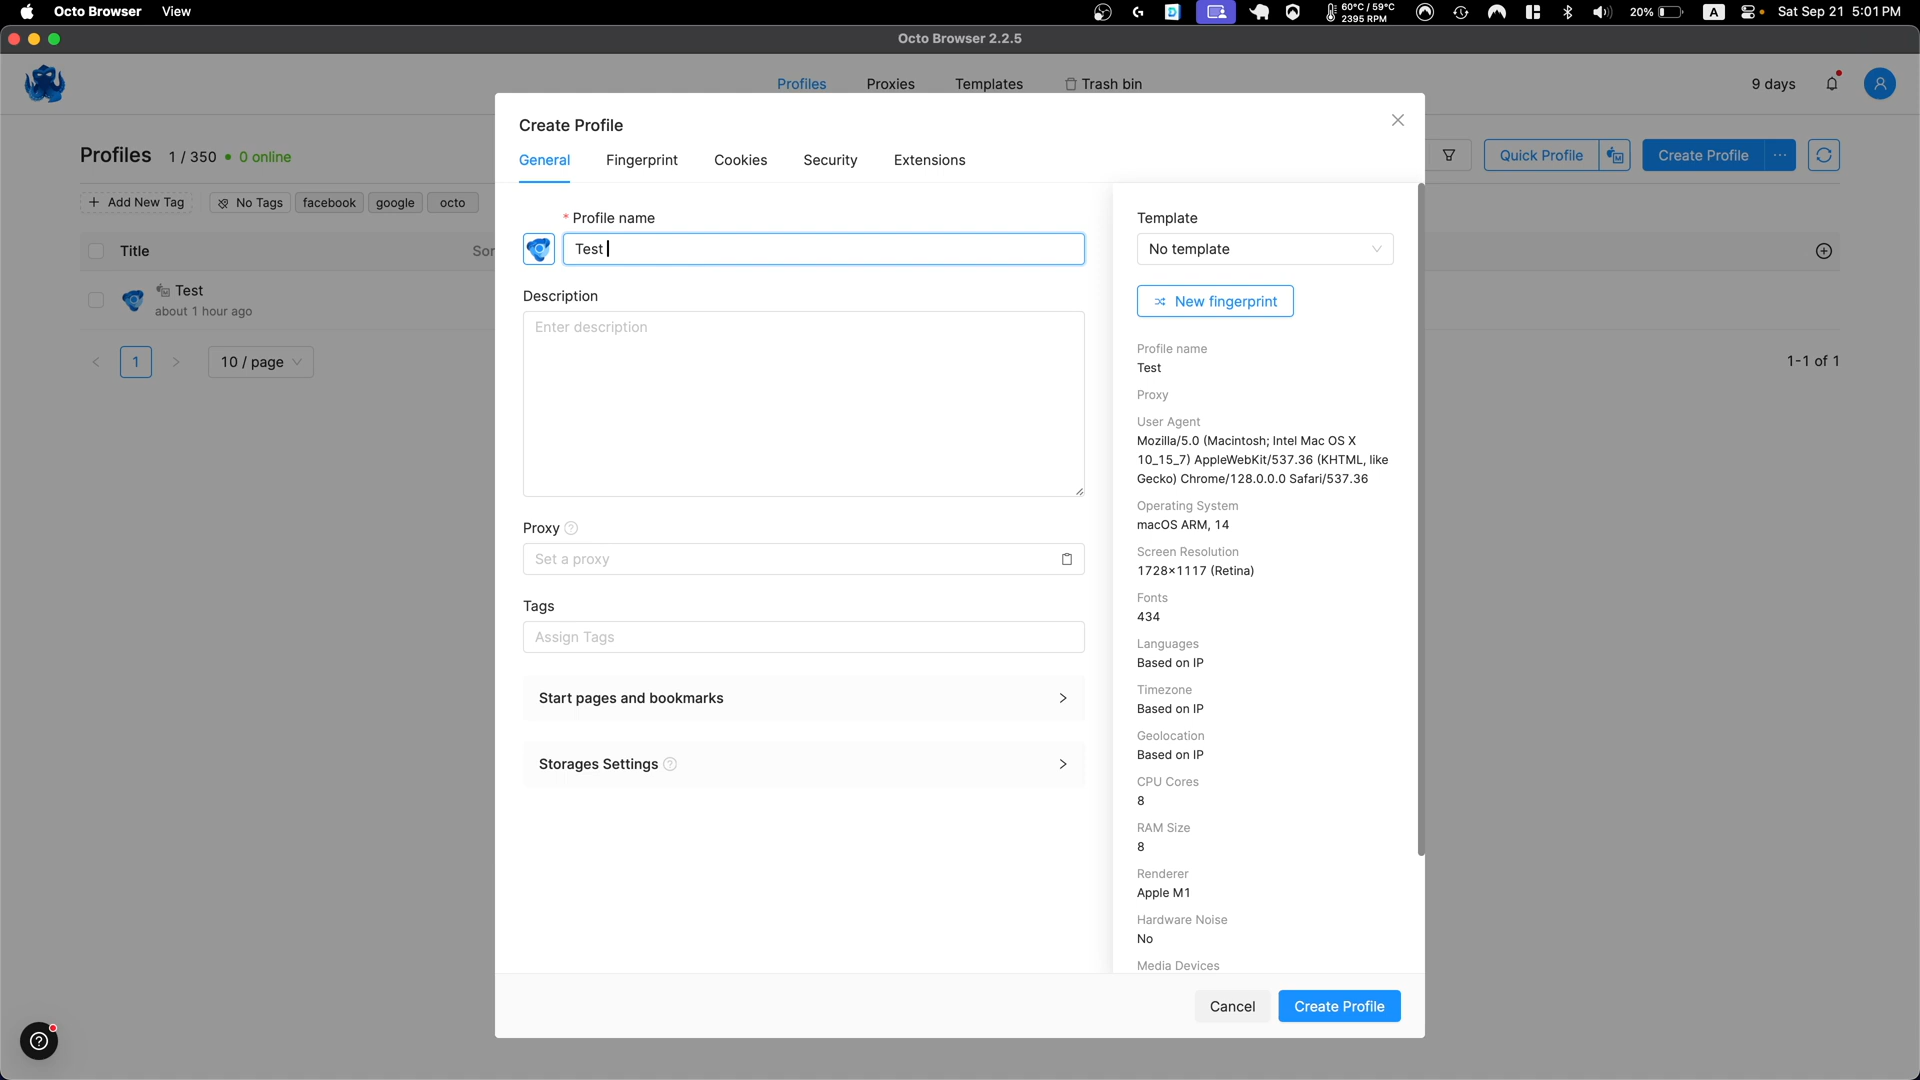 Octo Browser View
60°C / 59°C
2395 RPM
20%
A
Sat Sep 21 5:01 PM
Octo Browser 2.2.5
Profiles Proxies Templates Trash bin
9 days
Profiles 1 / 350 • 0 online
Quick Profile
Create Profile ...
+ Add New Tag No Tags facebook google octo
Title
Sor
Test
about 1 hour ago
< 1 > 10 / page
1-1 of 1
Create Profile
General Fingerprint Cookies Security Extensions
* Profile name
Test
Description
Enter description
Proxy
Set a proxy
Tags
Assign Tags
Start pages and bookmarks
Storages Settings
Template
No template
New fingerprint
Profile name
Test
Proxy
User Agent
Mozilla/5.0 (Macintosh; Intel Mac OS X
10_15_7) AppleWebKit/537.36 (KHTML, like
Gecko) Chrome/128.0.0.0 Safari/537.36
Operating System
macOS ARM, 14
Screen Resolution
1728×1117 (Retina)
Fonts
434
Languages
Based on IP
Timezone
Based on IP
Geolocation
Based on IP
CPU Cores
8
RAM Size
8
Renderer
Apple M1
Hardware Noise
No
Media Devices
Cancel Create Profile